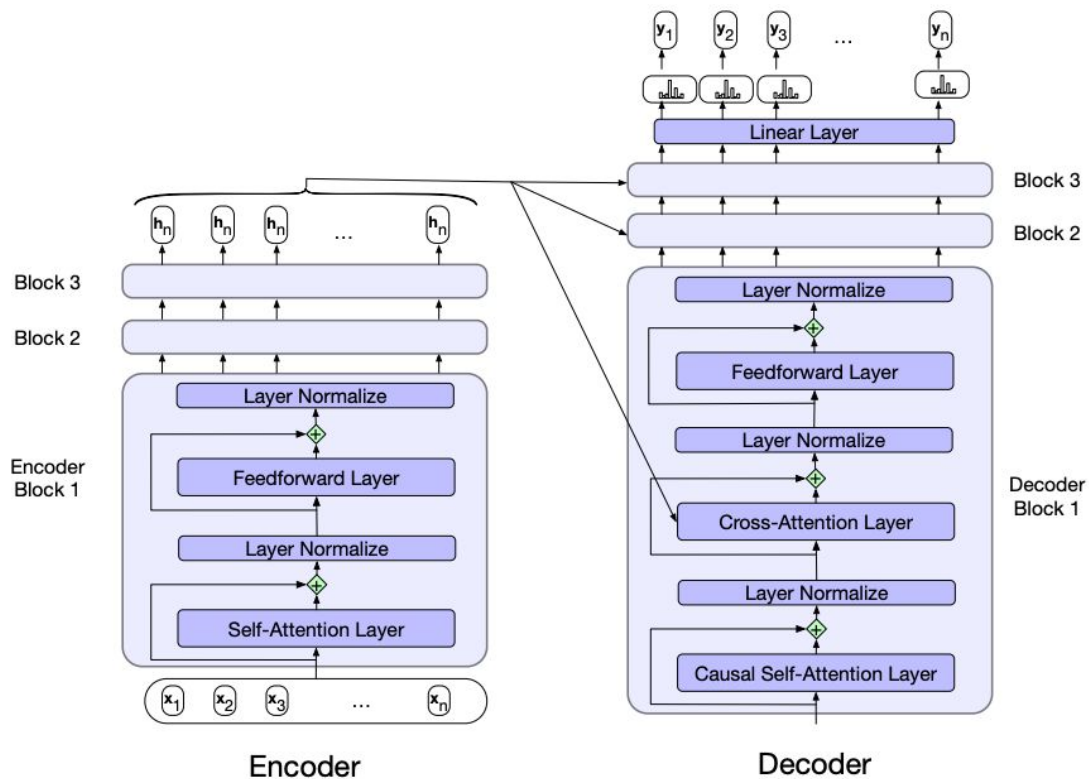 y1 y2 y3 ... yn
Linear Layer
Block 3
Block 2
Layer Normalize
Feedforward Layer
Layer Normalize
Cross-Attention Layer
Layer Normalize
Causal Self-Attention Layer
Decoder
Block 1
Decoder
hn hn hn ... hn
Block 3
Block 2
Layer Normalize
Feedforward Layer
Encoder
Block 1
Layer Normalize
Self-Attention Layer
x1 x2 x3 ... xn
Encoder